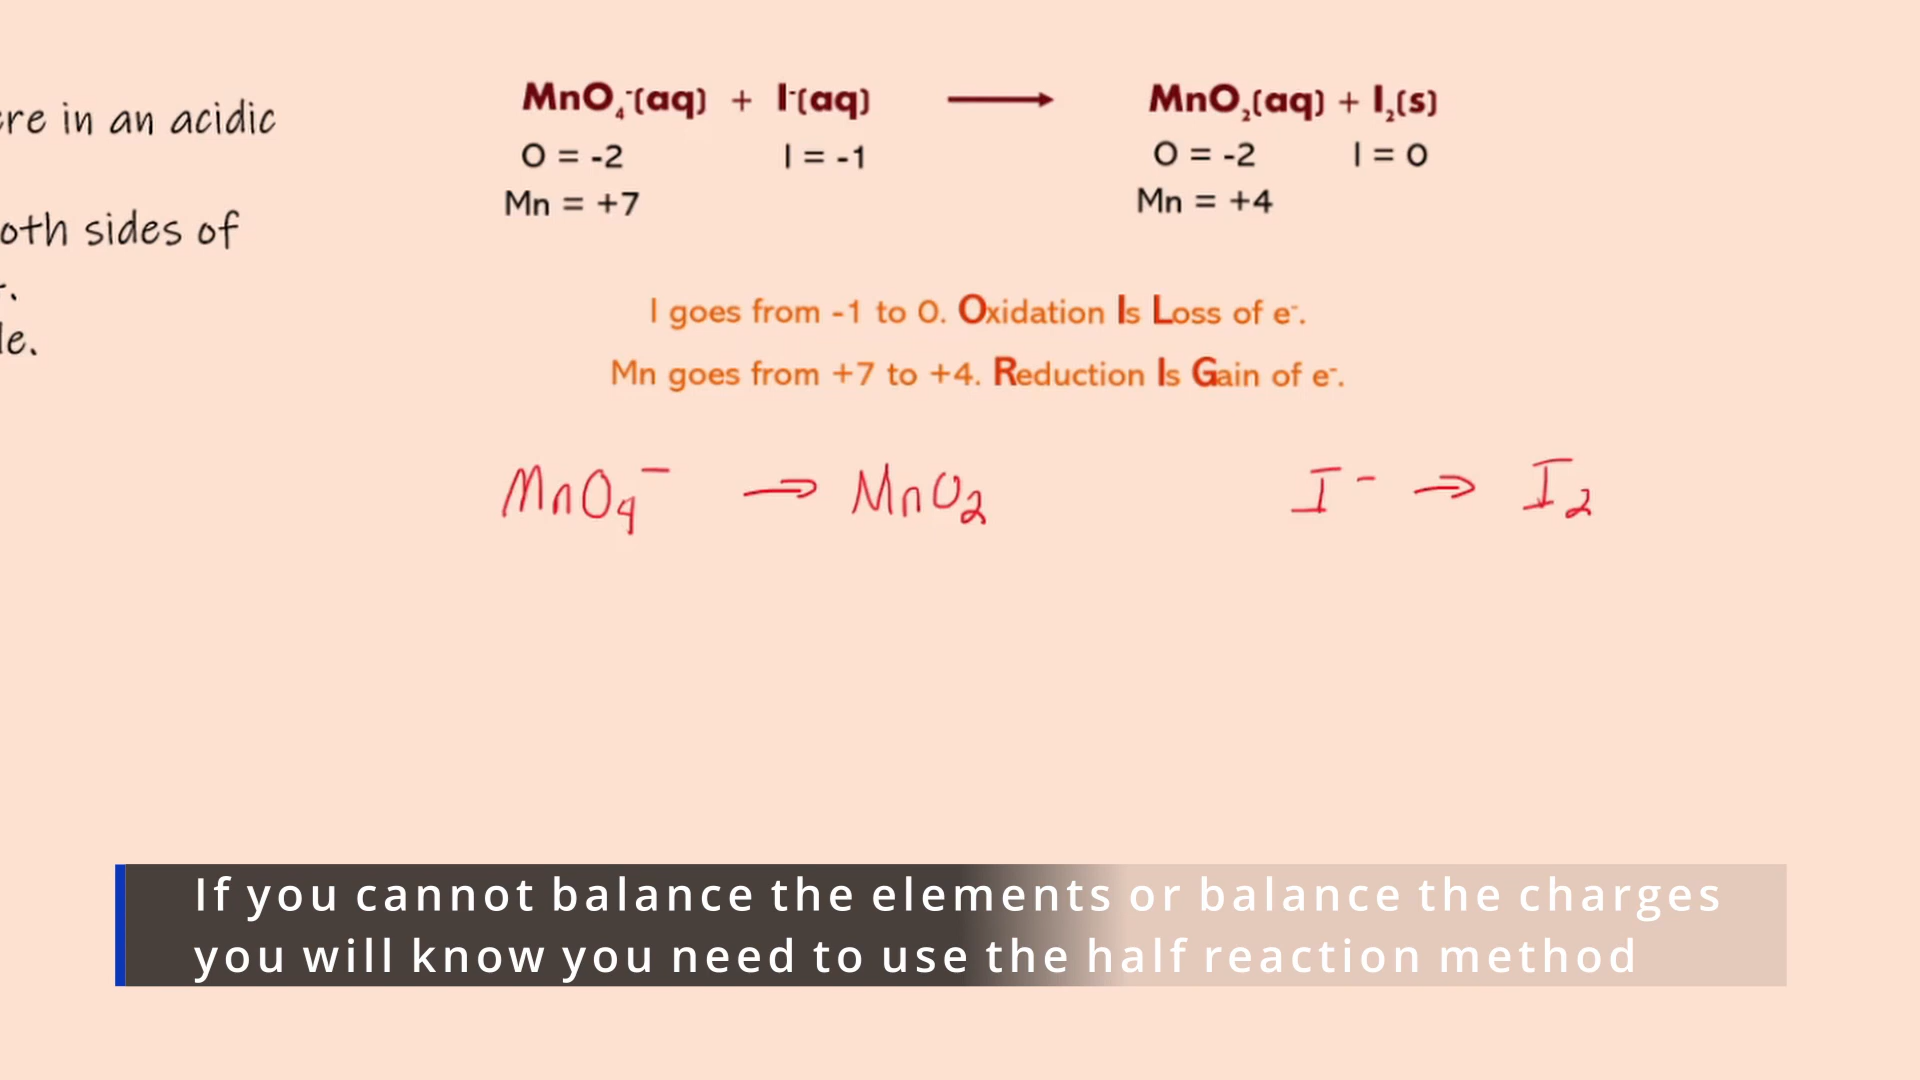 re in an acidic
oth sides of
r.
le.
MnO₄⁻(aq) + I⁻(aq) → MnO₂(aq) + I₂(s)
O = -2 I = -1 O = -2 I = 0
Mn = +7 Mn = +4
I goes from -1 to 0. Oxidation Is Loss of e⁻.
Mn goes from +7 to +4. Reduction Is Gain of e⁻.
MnO₄⁻ → MnO₂ I⁻ → I₂
If you cannot balance the elements or balance the charges
you will know you need to use the half reaction method